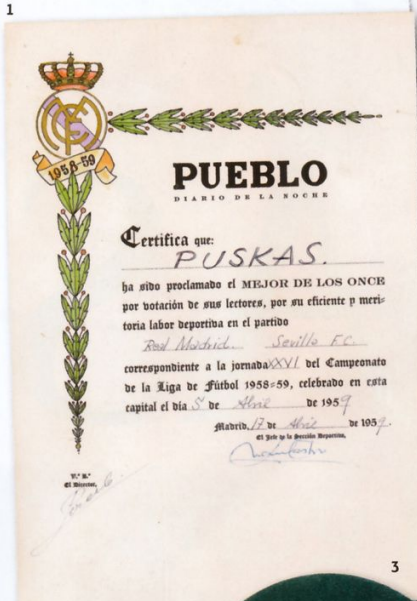 1
1958-59
PUEBLO
DIARIO DE LA NOCHE
Certifica que:
PUSKAS.
ha sido proclamado el MEJOR DE LOS ONCE
por votación de sus lectores, por su eficiente y meri=
toria labor deportiva en el partido
Real Madrid. Sevilla F.C.
correspondiente a la jornada XXVI del Campeonato
de la Liga de Fútbol 1958=59, celebrado en esta
capital el día 5 de Abril de 1959
Madrid, 17 de Abril de 1959.
El Jefe de la Sección Deportiva,
V.º B.º
El Director,
3